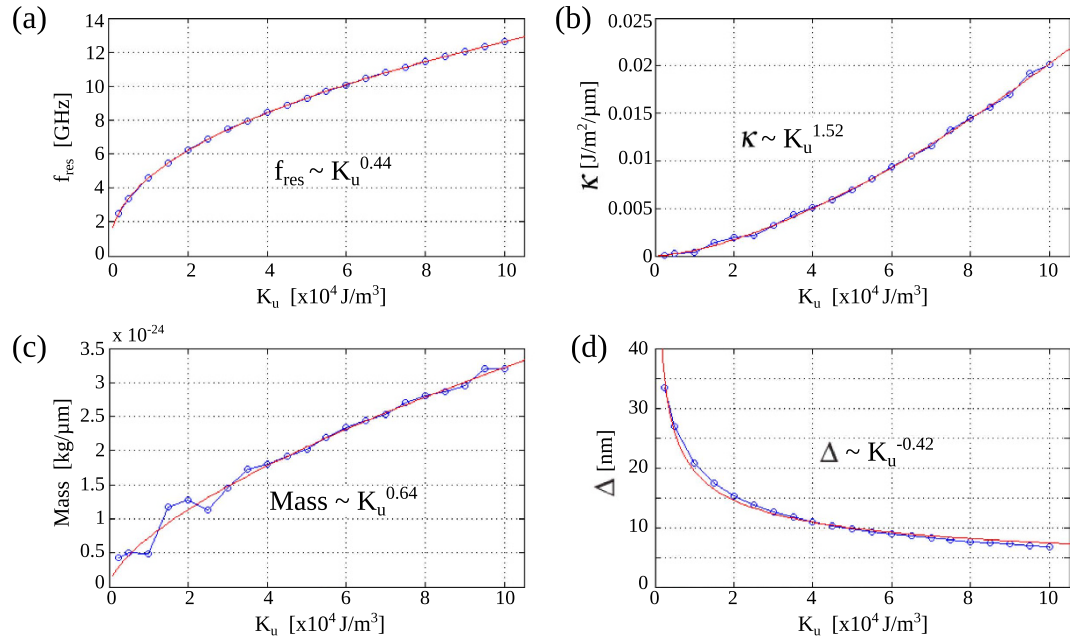 (a)
14
12
10
8
6
4
2
0
f_res [GHz]
f_res ~ K_u^0.44
0 2 4 6 8 10
K_u [x10^4 J/m^3]
(b)
0.025
0.02
0.015
0.01
0.005
0
κ [J/m^2/μm]
κ ~ K_u^1.52
0 2 4 6 8 10
K_u [x10^4 J/m^3]
(c)
x 10^-24
3.5
3
2.5
2
1.5
1
0.5
0
Mass [kg/μm]
Mass ~ K_u^0.64
0 2 4 6 8 10
K_u [x10^4 J/m^3]
(d)
40
30
20
10
0
Δ [nm]
Δ ~ K_u^-0.42
0 2 4 6 8 10
K_u [x10^4 J/m^3]